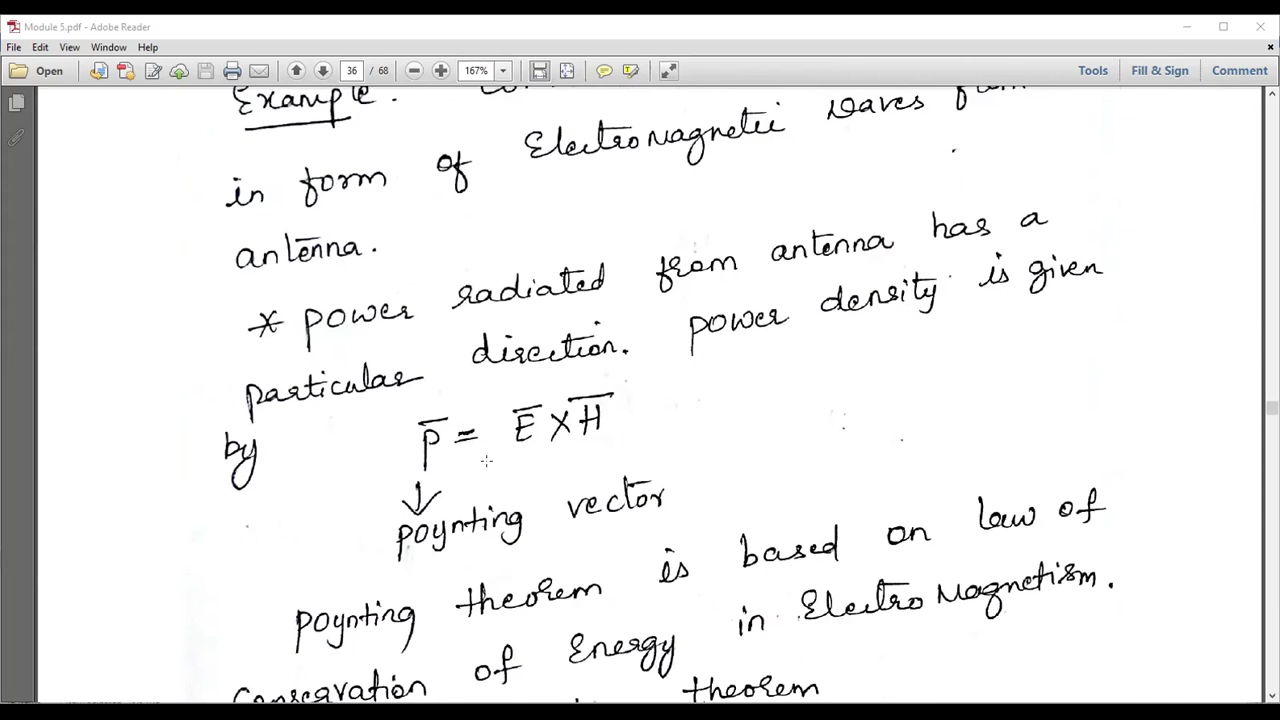 Module 5.pdf - Adobe Reader
File Edit View Window Help
Open 36 / 68 167% Tools Fill & Sign Comment
Example.
in form of Electromagnetic waves from
antenna.
* power radiated from antenna has a
particular direction. power density is given
by P̅ = E̅ X H̅
↓
poynting vector
poynting theorem is based on law of
conservation of Energy in ElectroMagnetism.
theorem